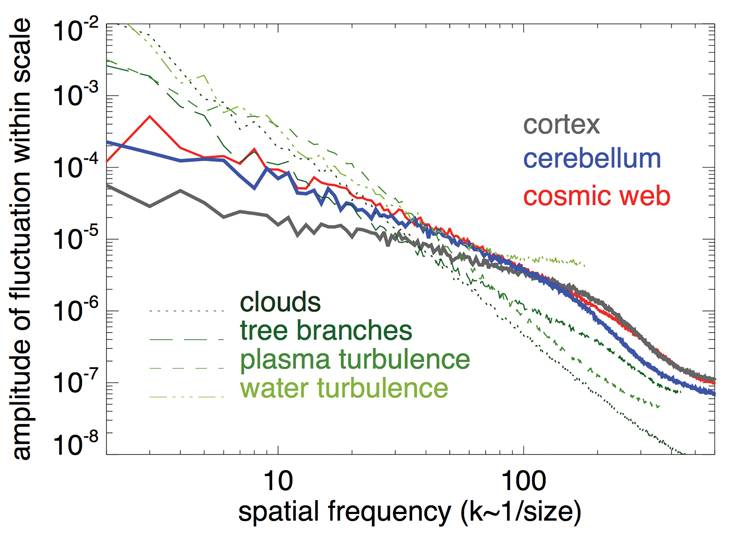 amplitude of fluctuation within scale
10-2
10-3
10-4
10-5
10-6
10-7
10-8
cortex
cerebellum
cosmic web
clouds
tree branches
plasma turbulence
water turbulence
10
100
spatial frequency (k~1/size)